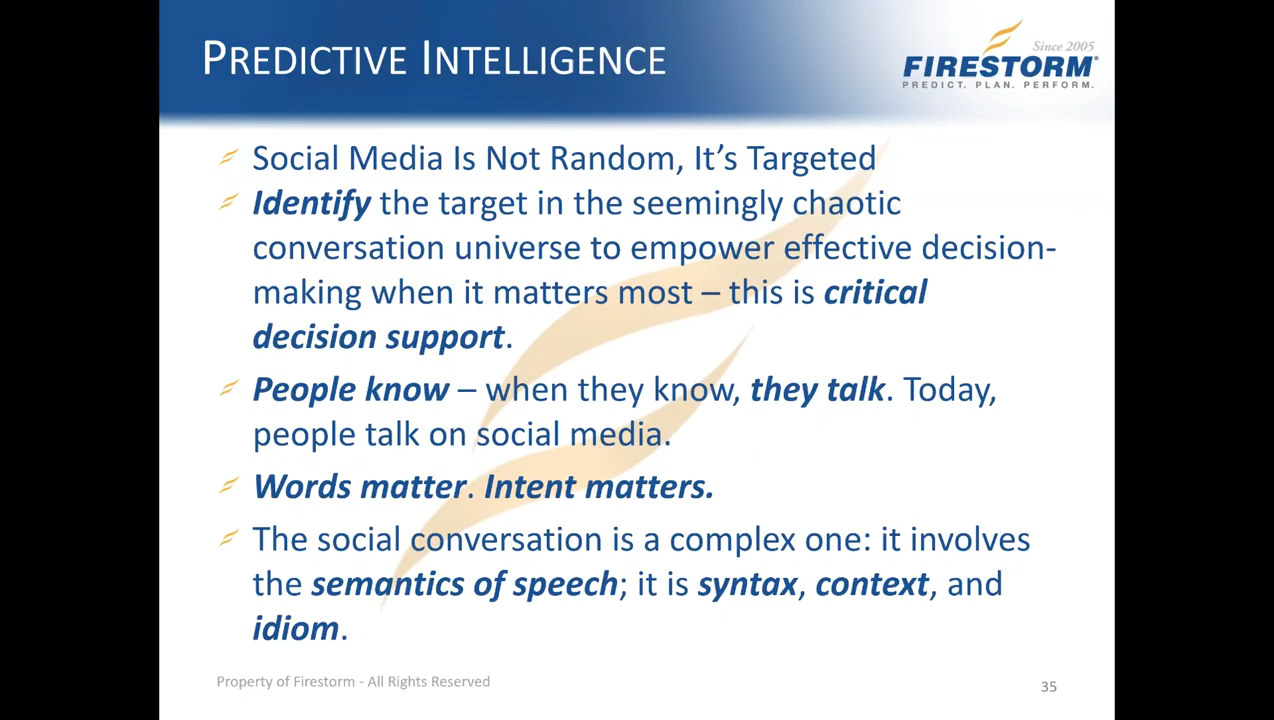 PREDICTIVE INTELLIGENCE
Since 2005
FIRESTORM®
PREDICT. PLAN. PERFORM.
Social Media Is Not Random, It’s Targeted
Identify the target in the seemingly chaotic
conversation universe to empower effective decision-
making when it matters most – this is critical
decision support.
People know – when they know, they talk. Today,
people talk on social media.
Words matter. Intent matters.
The social conversation is a complex one: it involves
the semantics of speech; it is syntax, context, and
idiom.
Property of Firestorm - All Rights Reserved
35